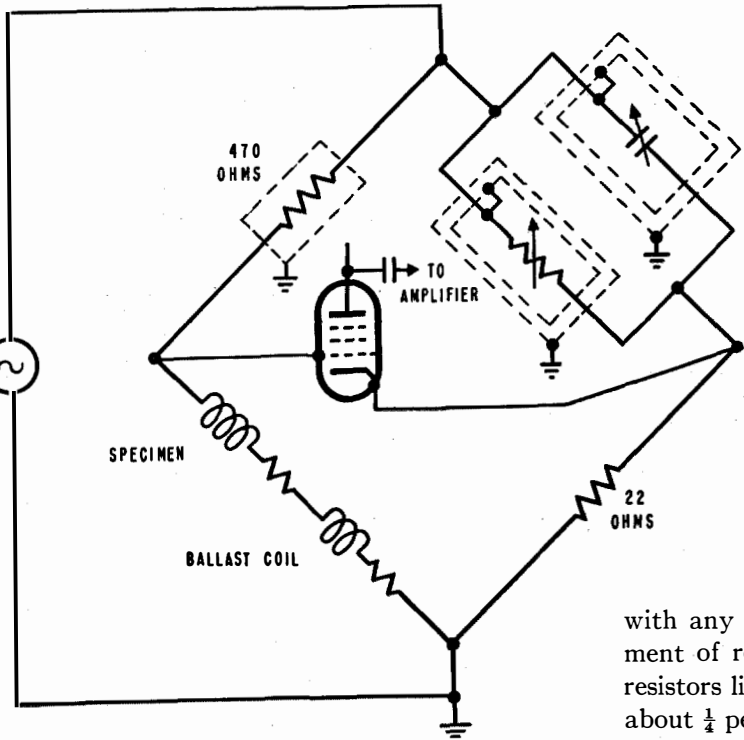 470
OHMS
TO
AMPLIFIER
SPECIMEN
22
OHMS
BALLAST COIL
with any
ment of re
resistors li
about ¼ pe